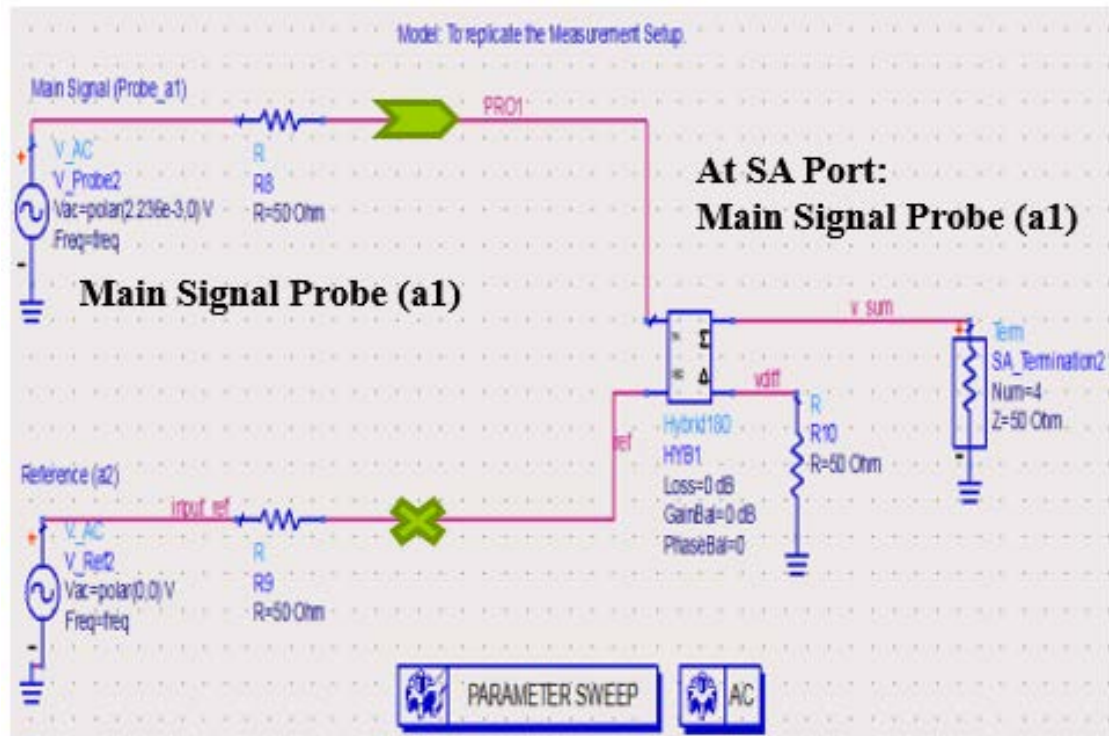 Model: To replicate the Measurement Setup.
Main Signal (Probe_a1)
PRO1
V_AC
V_Probe2
Vac=polar(2.236e-3,0) V
Freq=freq
R
R8
R=50 Ohm
At SA Port:
Main Signal Probe (a1)
Main Signal Probe (a1)
v_sum
Σ
Δ
vdiff
Term
SA_Termination2
Num=4
Z=50 Ohm
R
R10
R=50 Ohm
Hybrid180
HYB1
Loss=0 dB
GainBal=0 dB
PhaseBal=0
ref
Reference (a2)
input_ref
V_AC
V_Ref2
Vac=polar(0,0) V
Freq=freq
R
R9
R=50 Ohm
PARAMETER SWEEP
AC